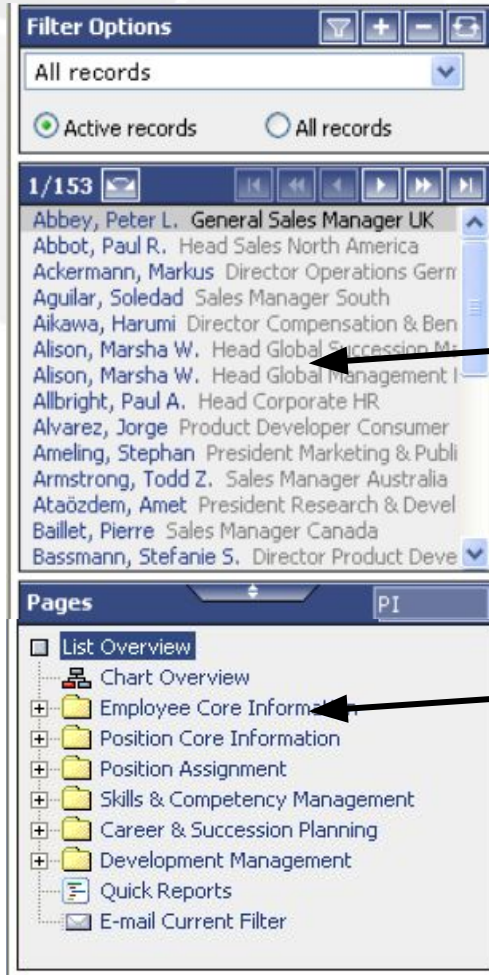 Filter Options
All records
Active records All records
1/153
Abbey, Peter L. General Sales Manager UK
Abbot, Paul R. Head Sales North America
Ackermann, Markus Director Operations Germ
Aguilar, Soledad Sales Manager South
Aikawa, Harumi Director Compensation & Ben
Alison, Marsha W. Head Global Succession Ma
Alison, Marsha W. Head Global Management I
Allbright, Paul A. Head Corporate HR
Alvarez, Jorge Product Developer Consumer
Ameling, Stephan President Marketing & Publi
Armstrong, Todd Z. Sales Manager Australia
Ataözdem, Amet President Research & Devel
Baillet, Pierre Sales Manager Canada
Bassmann, Stefanie S. Director Product Deve
Pages PI
List Overview
Chart Overview
Employee Core Information
Position Core Information
Position Assignment
Skills & Competency Management
Career & Succession Planning
Development Management
Quick Reports
E-mail Current Filter